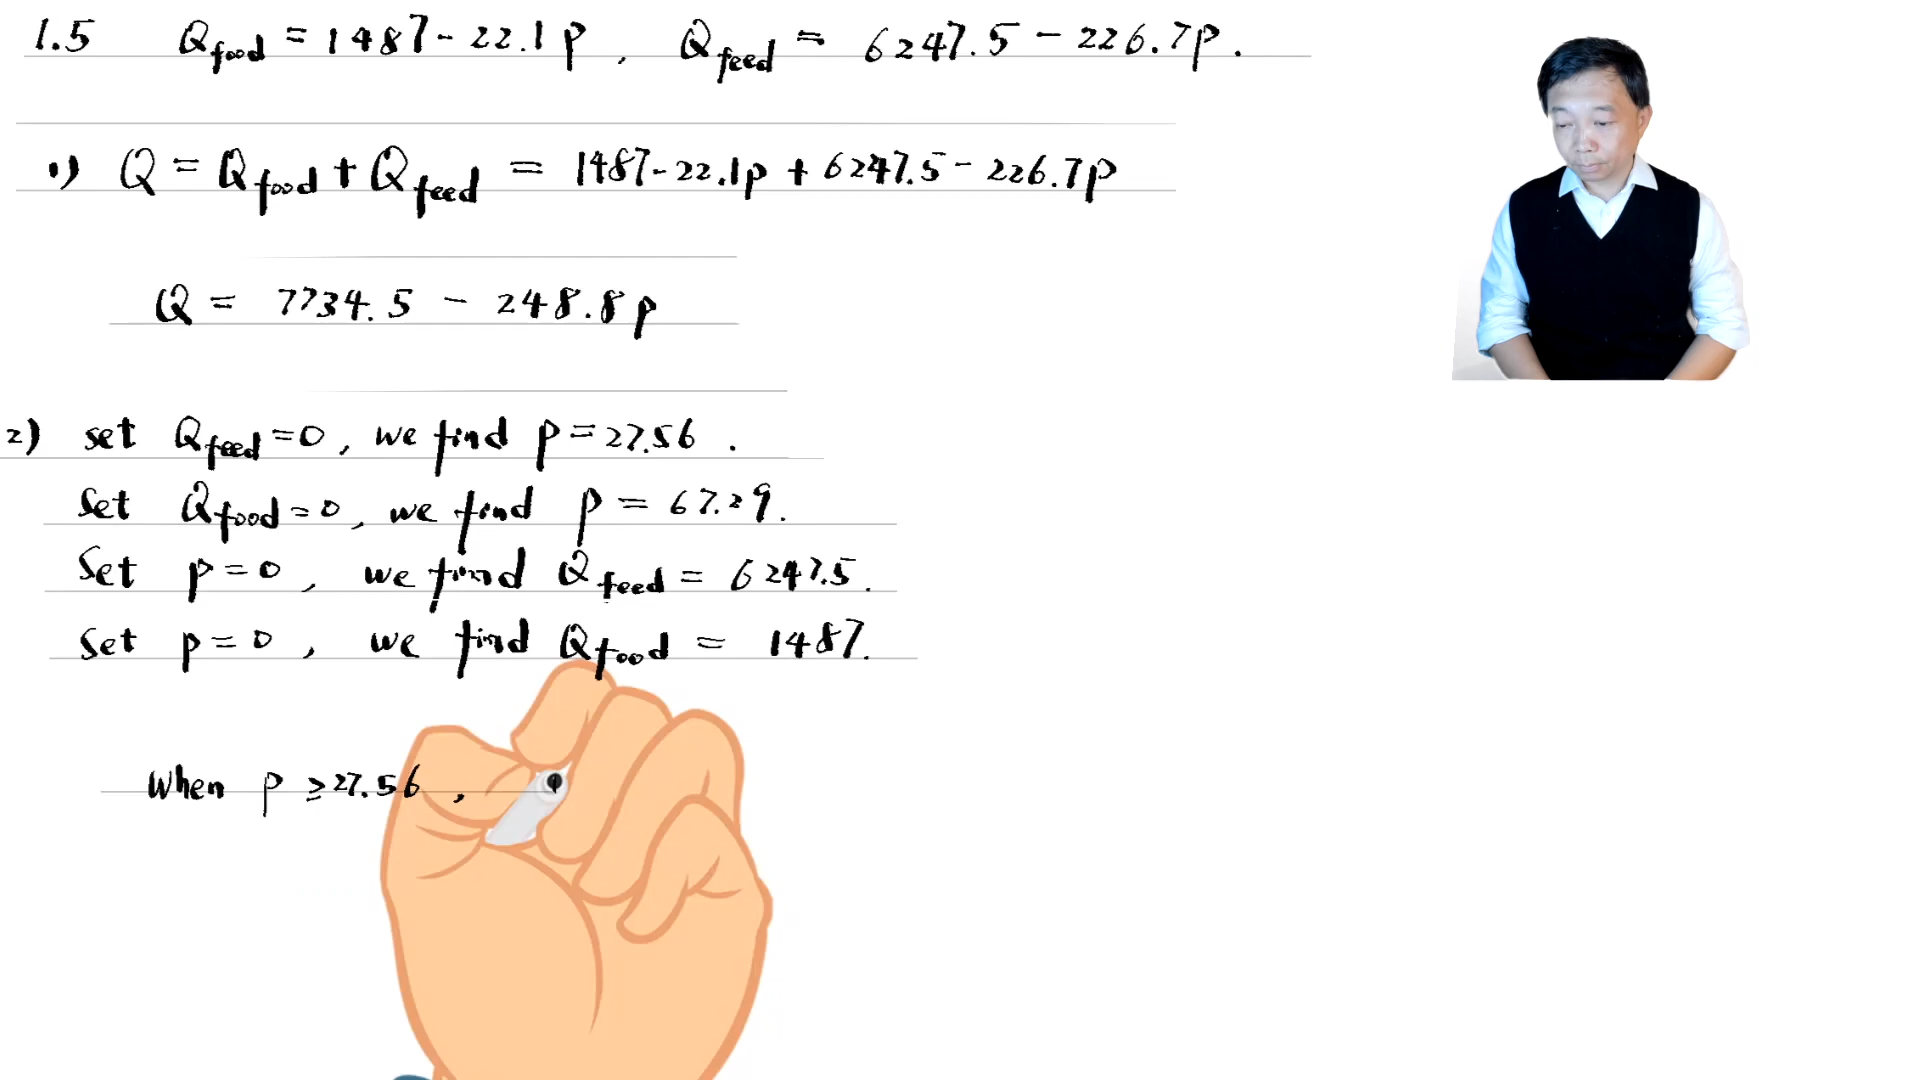 1.5 Qfood = 1487 - 22.1 p , Qfeed = 6247.5 - 226.7p .
1) Q = Qfood + Qfeed = 1487 - 22.1p + 6247.5 - 226.7p
Q = 7734.5 - 248.8 p
2) set Qfeed = 0 , we find p = 27.56 .
Set Qfood = 0 , we find p = 67.29 .
Set p = 0 , we find Qfeed = 6247.5 .
Set p = 0 , we find Qfood = 1487 .
When p ≥ 27.56 ,